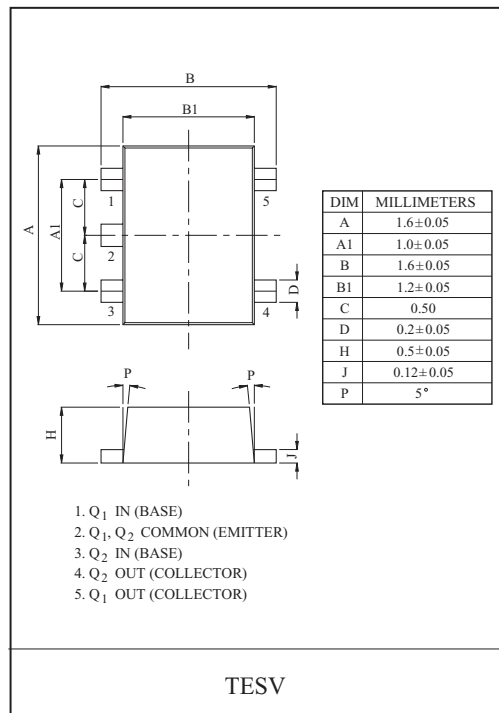 B
B1
A
A1
C
C
1
2
3
5
4
D
P
P
H
J
DIM MILLIMETERS
A 1.6±0.05
A1 1.0±0.05
B 1.6±0.05
B1 1.2±0.05
C 0.50
D 0.2±0.05
H 0.5±0.05
J 0.12±0.05
P 5°
1. Q1 IN (BASE)
2. Q1, Q2 COMMON (EMITTER)
3. Q2 IN (BASE)
4. Q2 OUT (COLLECTOR)
5. Q1 OUT (COLLECTOR)
TESV